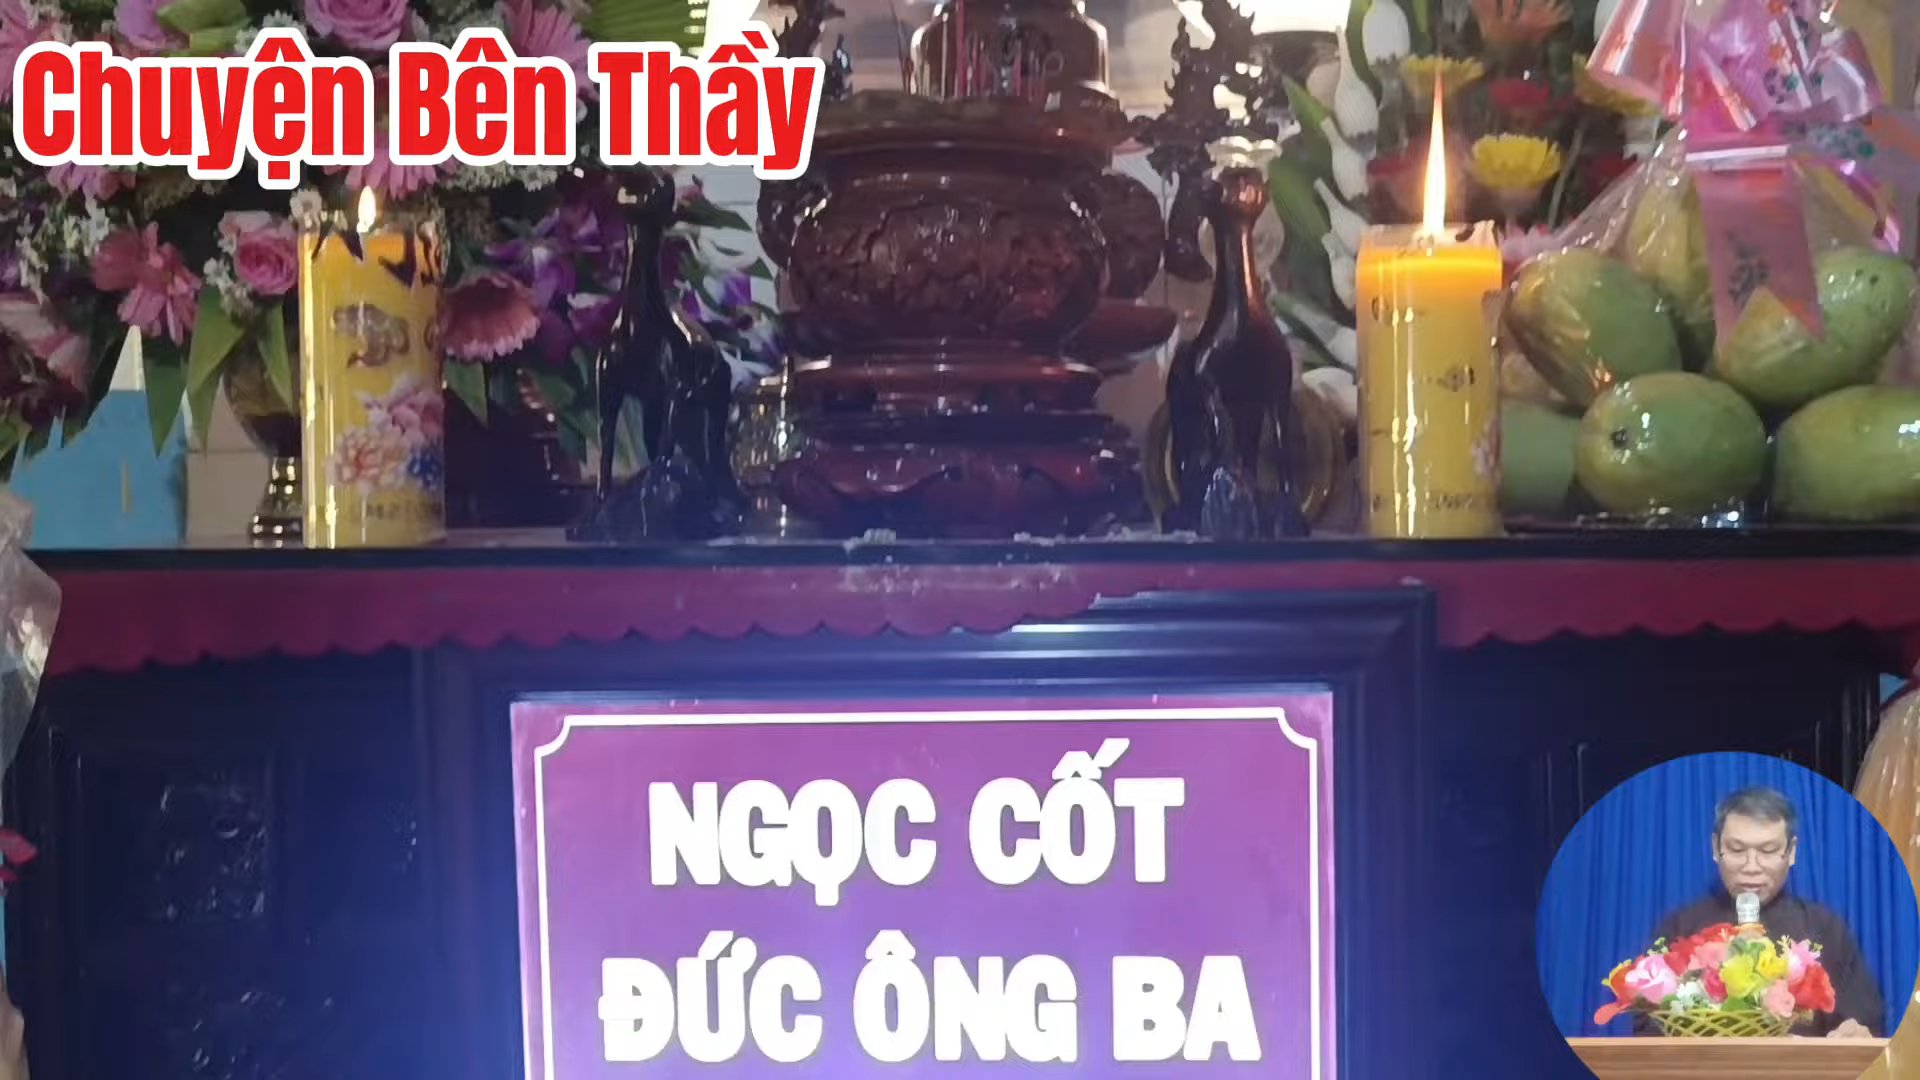 Chuyện Bên Thầy
NGỌC CỐT
ĐỨC ÔNG BA